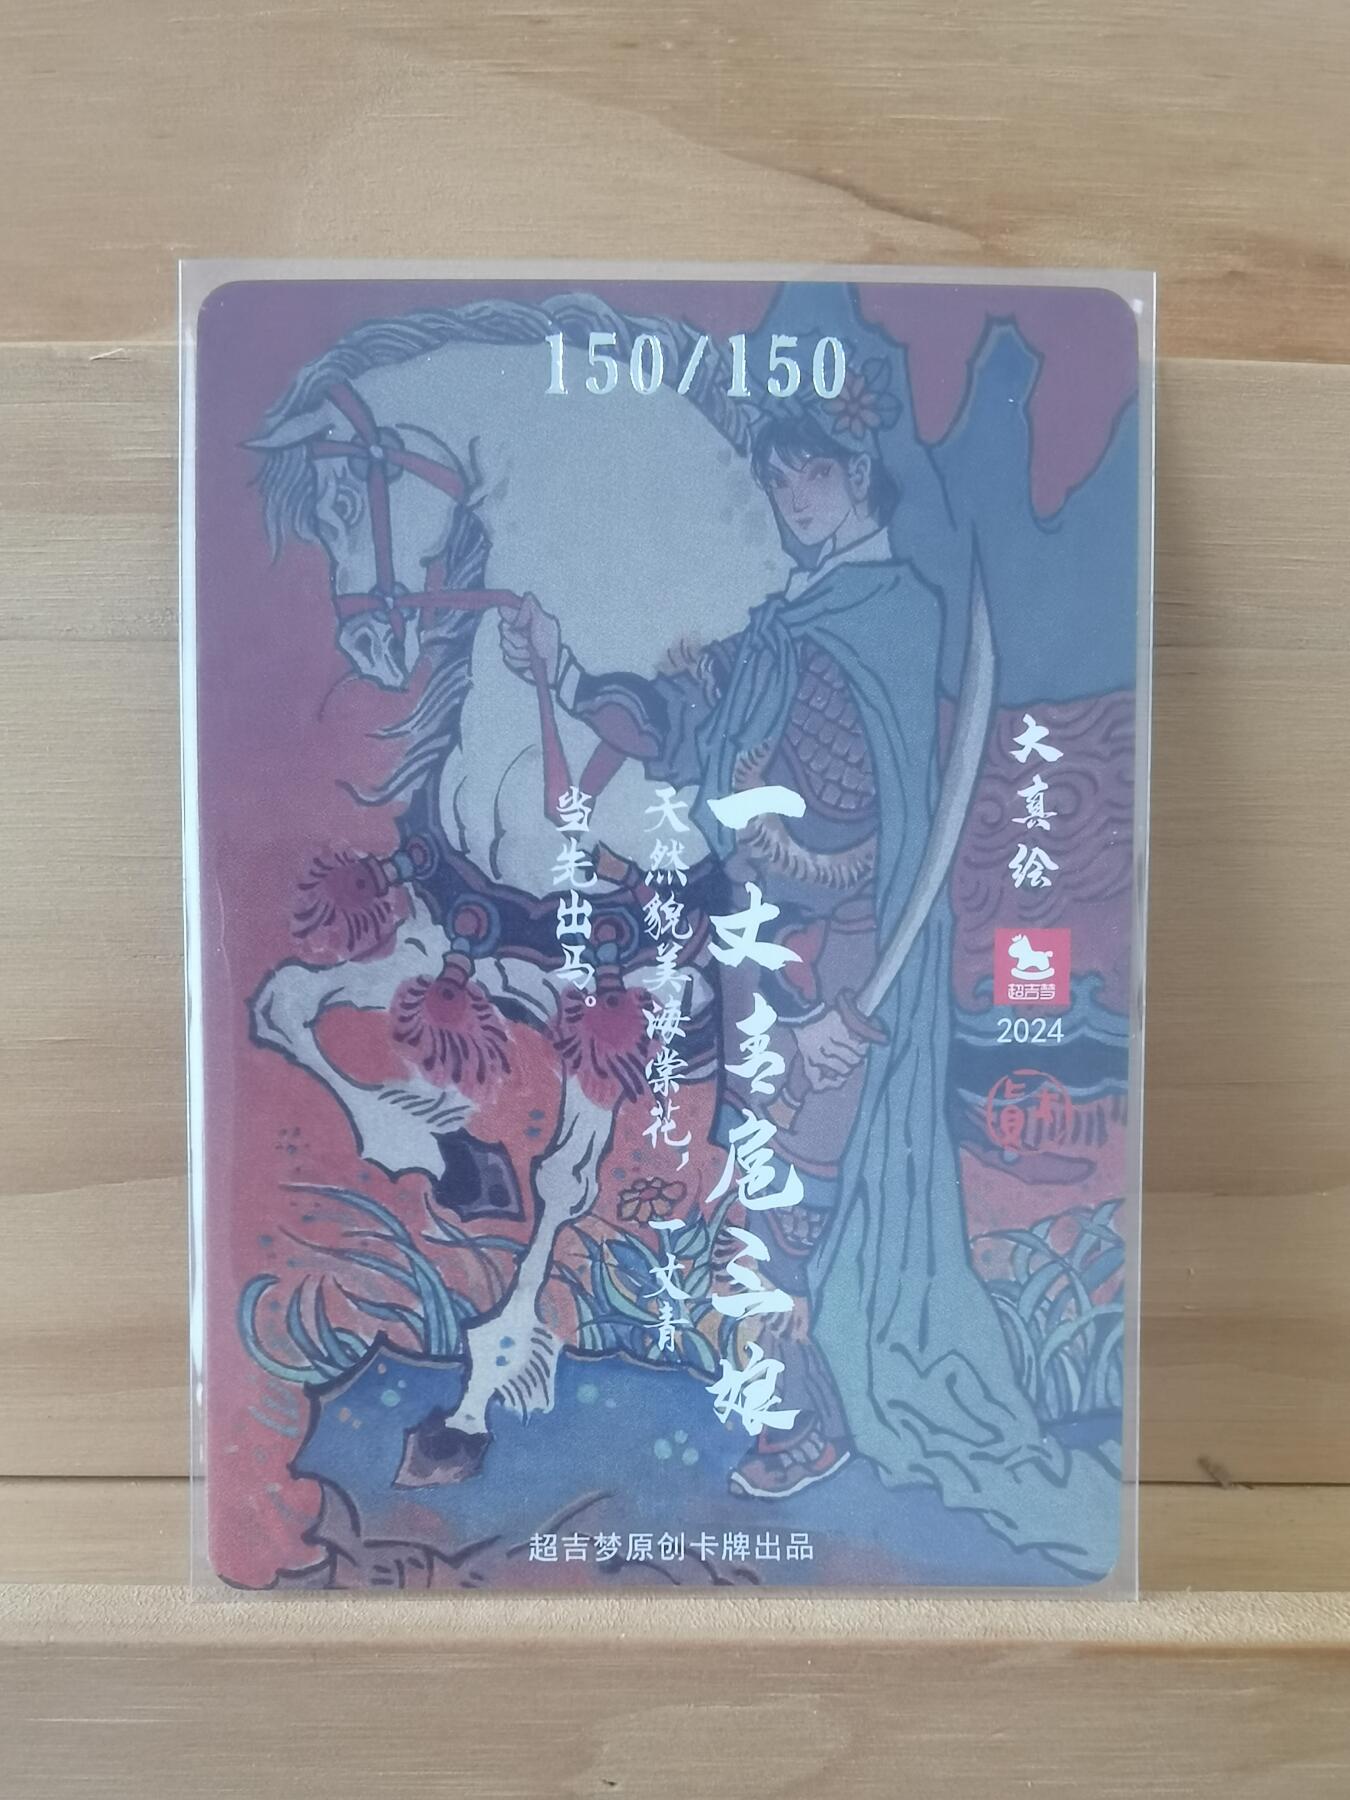 150/150
大真绘
超吉梦
2024
一丈青扈三娘
天然貌美海棠花，一丈青
当先出马。
超吉梦原创卡牌出品